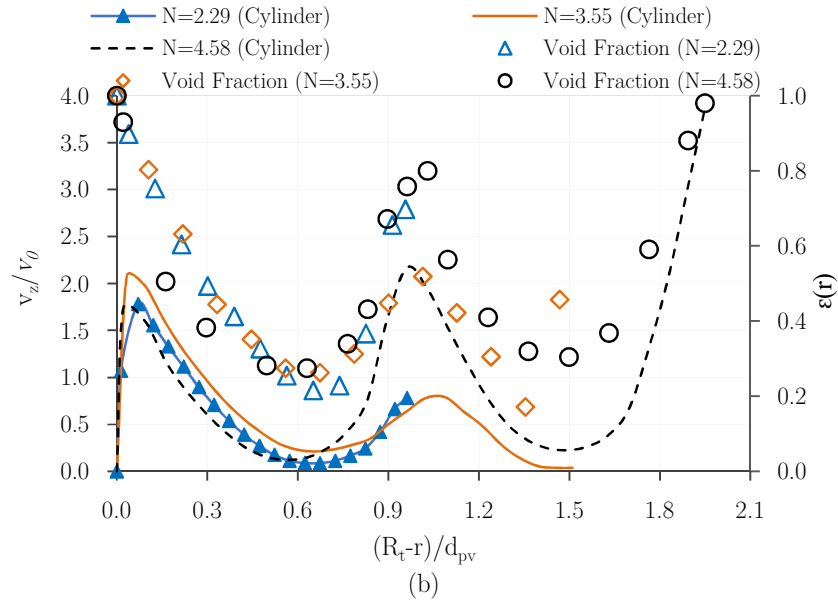 N=2.29 (Cylinder) N=3.55 (Cylinder)
N=4.58 (Cylinder) Void Fraction (N=2.29)
Void Fraction (N=3.55) Void Fraction (N=4.58)
4.0 1.0
3.5
0.8
3.0
2.5
0.6
v_z/v_0 2.0 ε(r)
0.4
1.5
1.0
0.2
0.5
0.0 0.0
0.0 0.3 0.6 0.9 1.2 1.5 1.8 2.1
(R_t-r)/d_pv
(b)